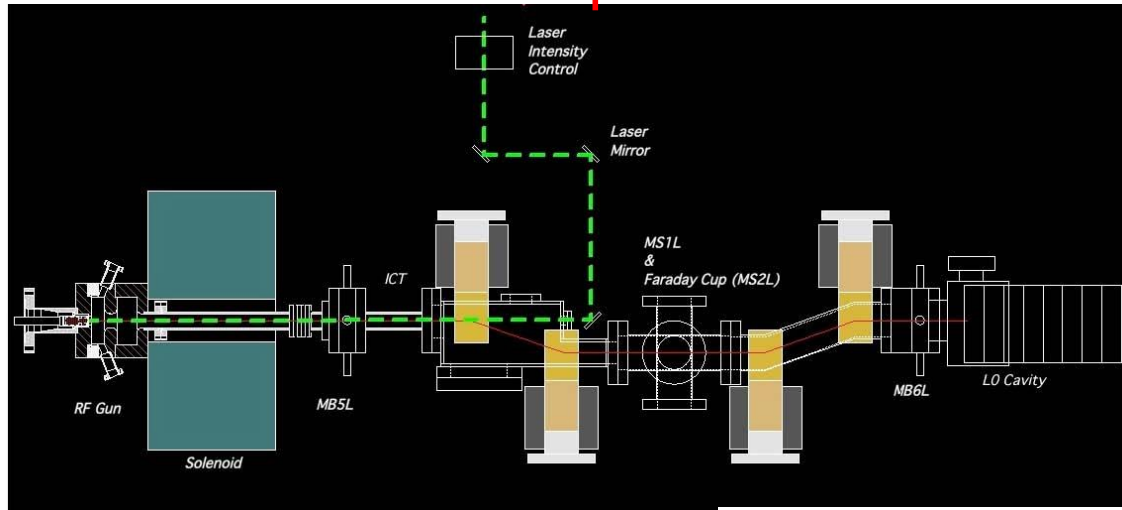 Laser
Intensity
Control
Laser
Mirror
MS1L
&
Faraday Cup (MS2L)
ICT
RF Gun
MB5L
MB6L
L0 Cavity
Solenoid